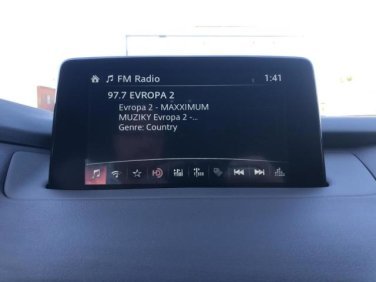 FM Radio 1:41
97.7 EVROPA 2
Evropa 2 - MAXXIMUM
MUZIKY Evropa 2 -..
Genre: Country